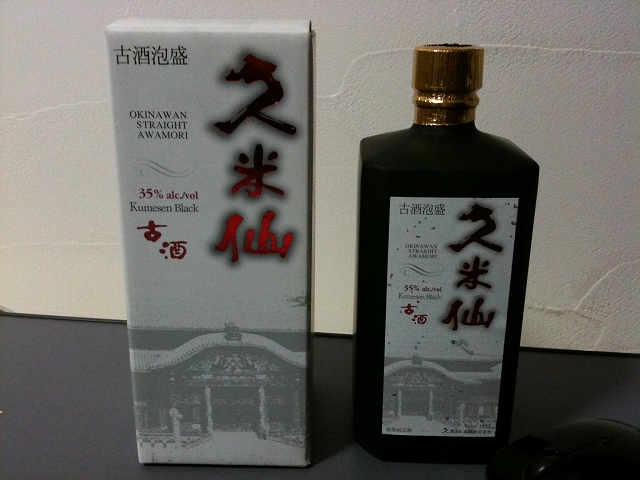 古酒泡盛
久米仙
OKINAWAN
STRAIGHT
AWAMORI
35% alc./vol
Kumesen Black
古酒
古酒泡盛
久米仙
OKINAWAN
STRAIGHT
AWAMORI
35% alc./vol
Kumesen Black
古酒